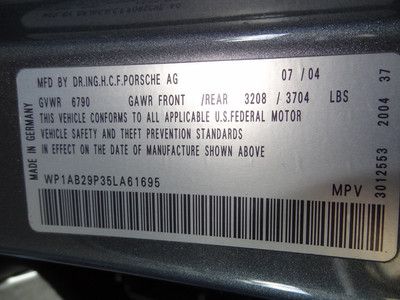 MFD BY DR.ING.H.C.F.PORSCHE AG 07 / 04
GVWR 6790 GAWR FRONT /REAR 3208 / 3704 LBS
THIS VEHICLE CONFORMS TO ALL APPLICABLE U.S.FEDERAL MOTOR
VEHICLE SAFETY AND THEFT PREVENTION STANDARDS
IN EFFECT ON THE DATE OF MANUFACTURE SHOWN ABOVE
WP1AB29P35LA61695
MPV
MADE IN GERMANY
3012553 2004 37